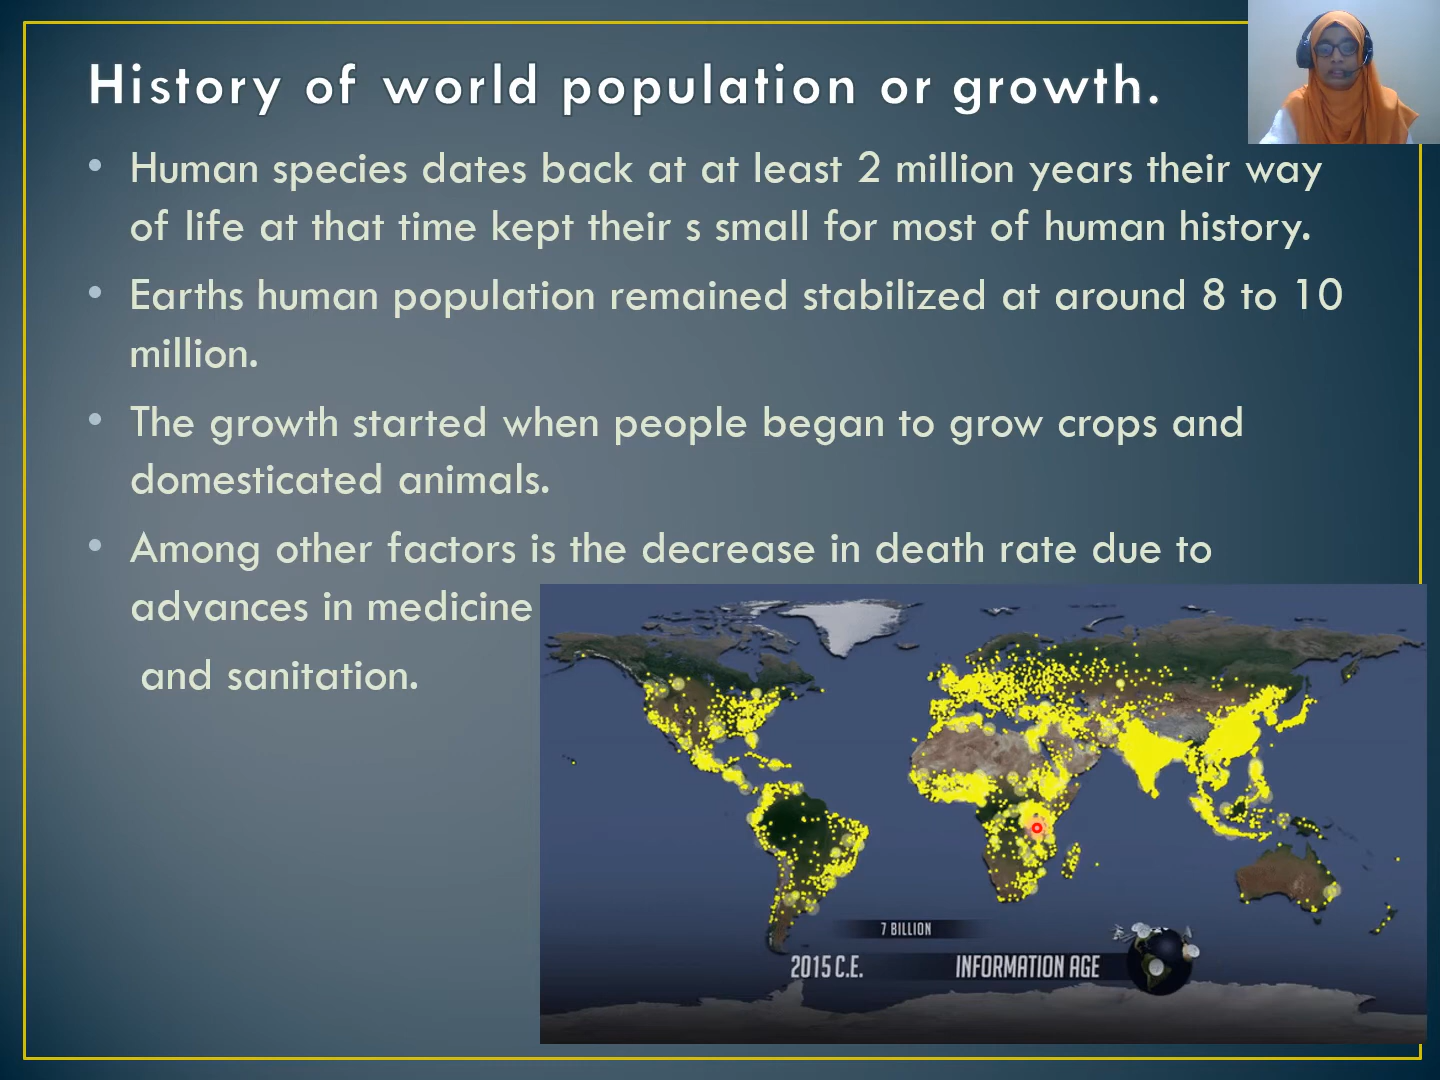 History of world population or growth.
• Human species dates back at at least 2 million years their way
of life at that time kept their s small for most of human history.
• Earths human population remained stabilized at around 8 to 10
million.
• The growth started when people began to grow crops and
domesticated animals.
• Among other factors is the decrease in death rate due to
advances in medicine
and sanitation.
7 BILLION
2015 C.E.
INFORMATION AGE